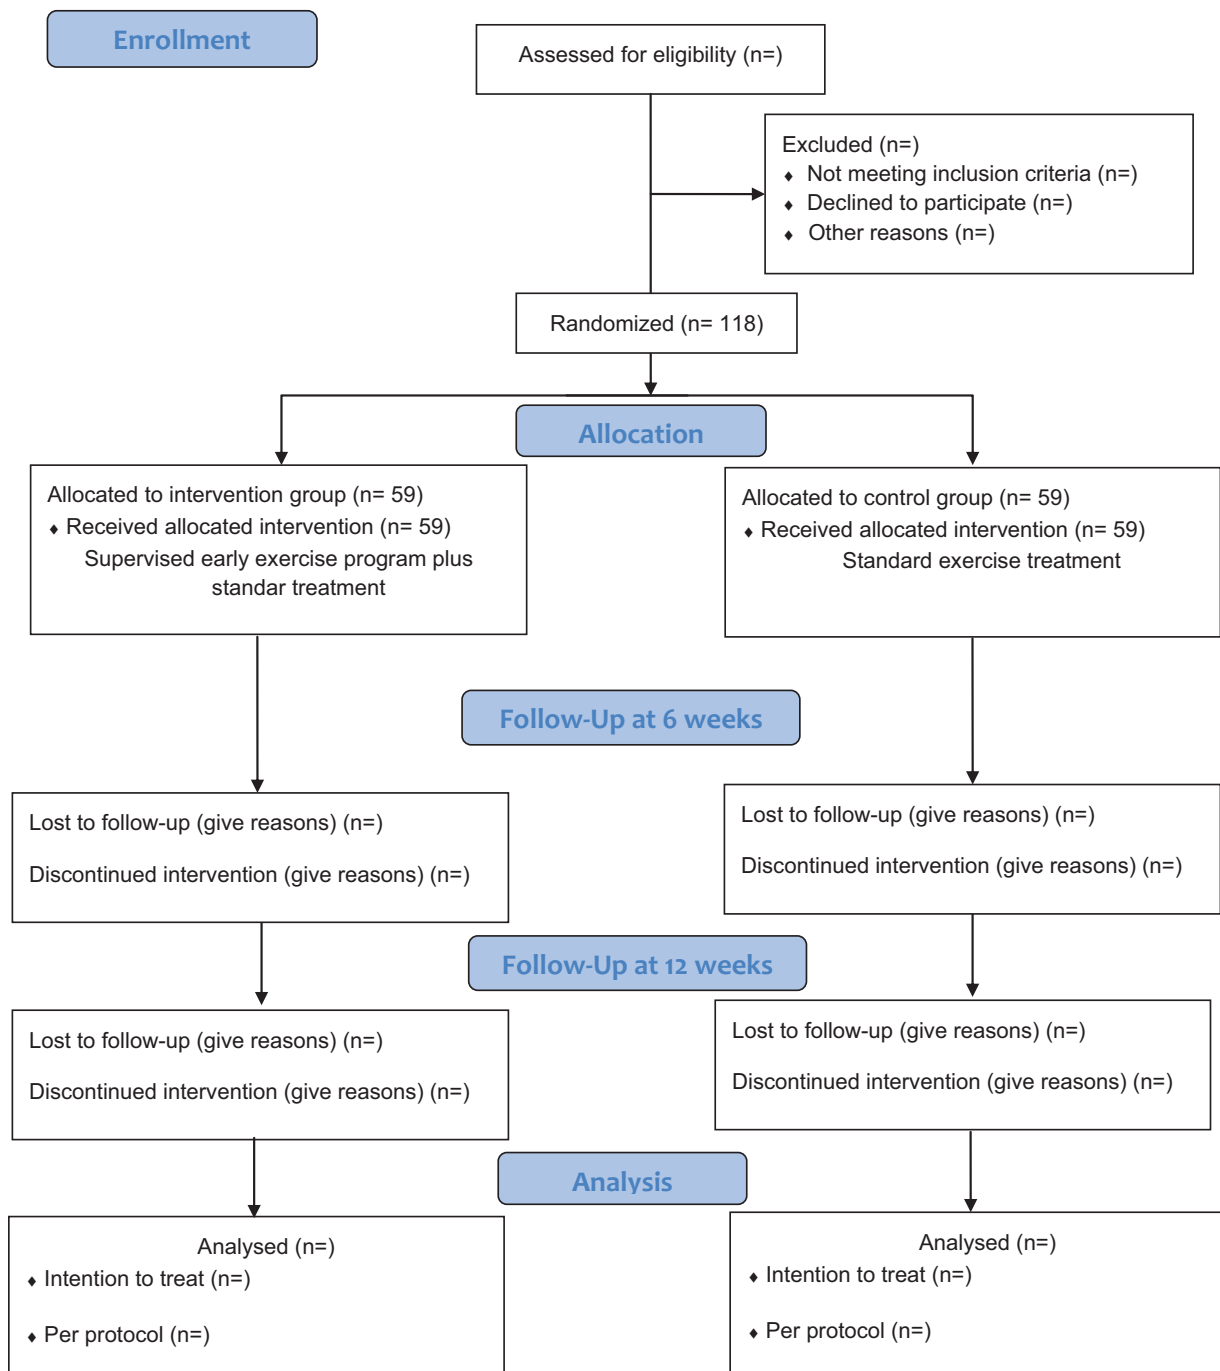 Enrollment
Assessed for eligibility (n=)
Excluded (n=)
♦ Not meeting inclusion criteria (n=)
♦ Declined to participate (n=)
♦ Other reasons (n=)
Randomized (n= 118)
Allocation
Allocated to intervention group (n= 59)
♦ Received allocated intervention (n= 59)
Supervised early exercise program plus
standar treatment
Allocated to control group (n= 59)
♦ Received allocated intervention (n= 59)
Standard exercise treatment
Follow-Up at 6 weeks
Lost to follow-up (give reasons) (n=)
Discontinued intervention (give reasons) (n=)
Lost to follow-up (give reasons) (n=)
Discontinued intervention (give reasons) (n=)
Follow-Up at 12 weeks
Lost to follow-up (give reasons) (n=)
Discontinued intervention (give reasons) (n=)
Lost to follow-up (give reasons) (n=)
Discontinued intervention (give reasons) (n=)
Analysis
Analysed (n=)
♦ Intention to treat (n=)
♦ Per protocol (n=)
Analysed (n=)
♦ Intention to treat (n=)
♦ Per protocol (n=)